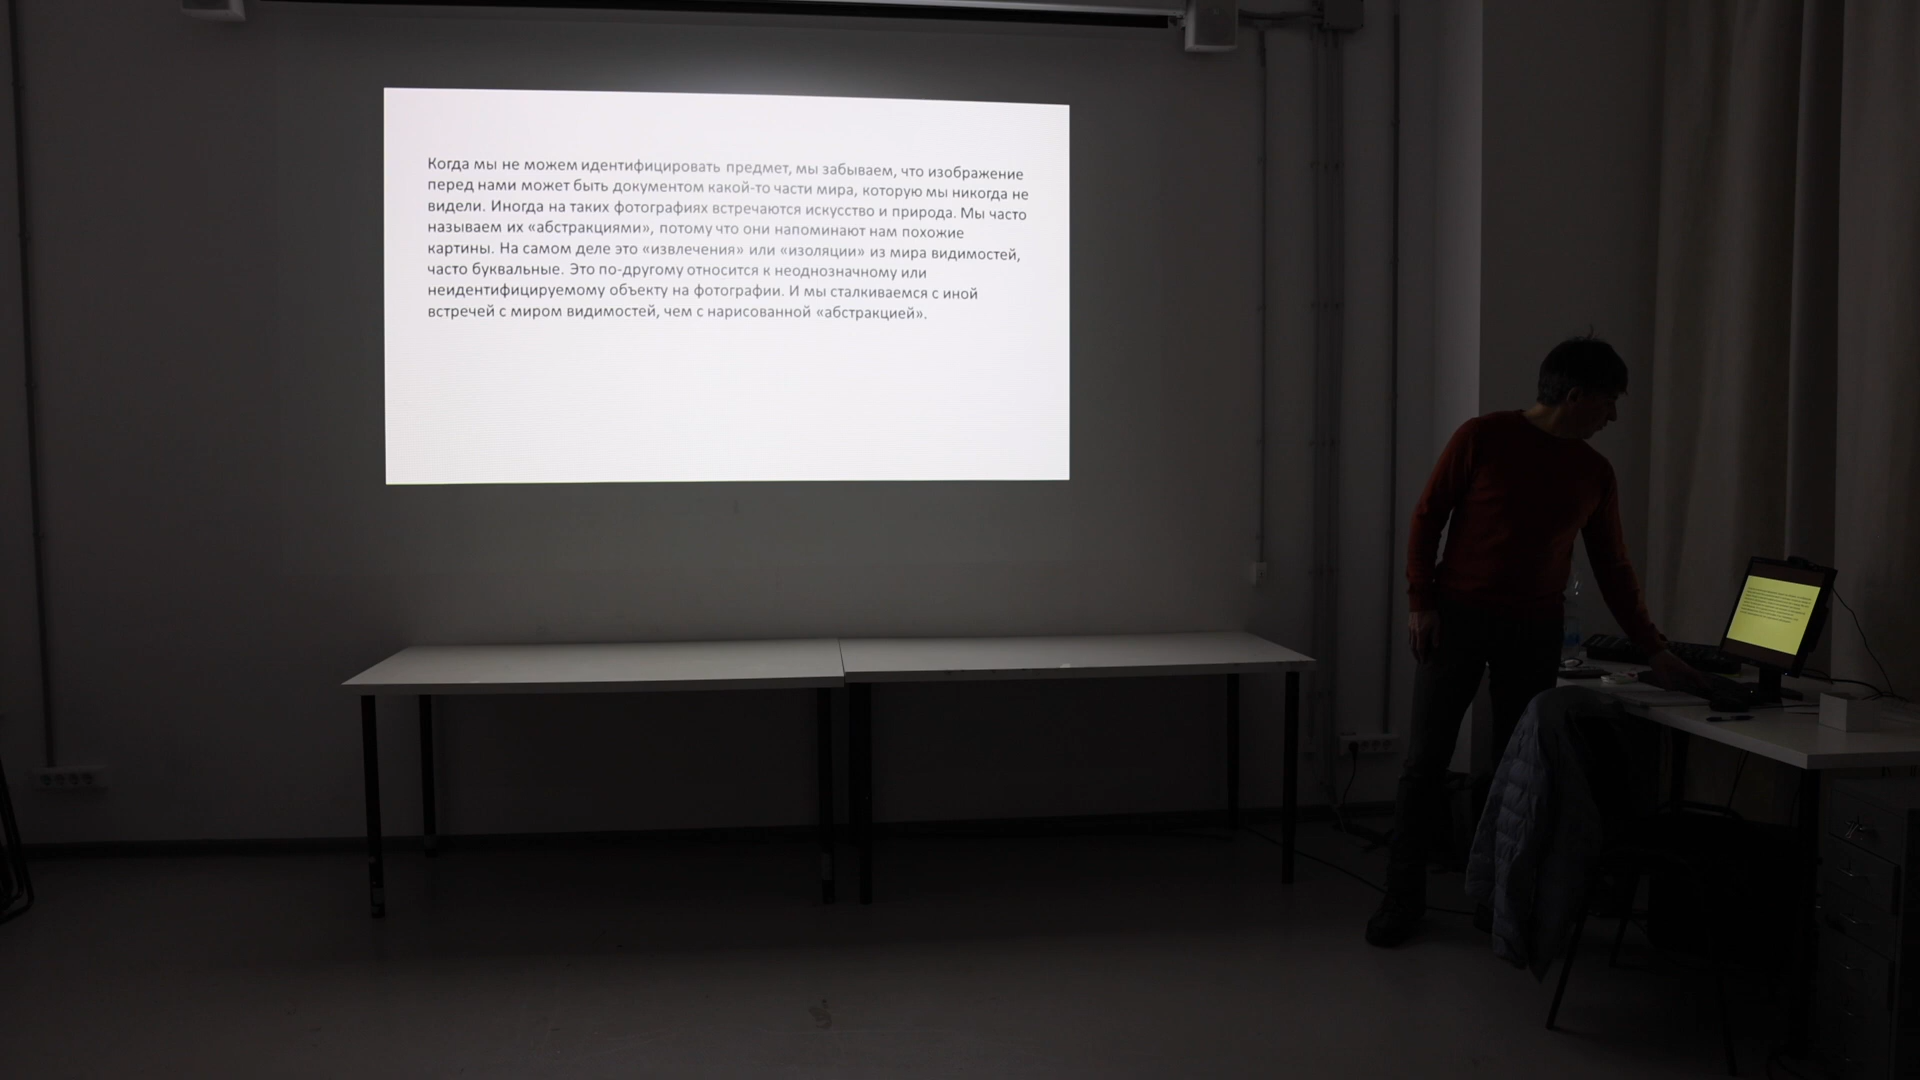 Когда мы не можем идентифицировать предмет, мы забываем, что изображение
перед нами может быть документом какой-то части мира, которую мы никогда не
видели. Иногда на таких фотографиях встречаются искусство и природа. Мы часто
называем их «абстракциями», потому что они напоминают нам похожие
картины. На самом деле это «извлечения» или «изоляции» из мира видимостей,
часто буквальные. Это по-другому относится к неоднозначному или
неидентифицируемому объекту на фотографии. И мы сталкиваемся с иной
встречей с миром видимостей, чем с нарисованной «абстракцией».